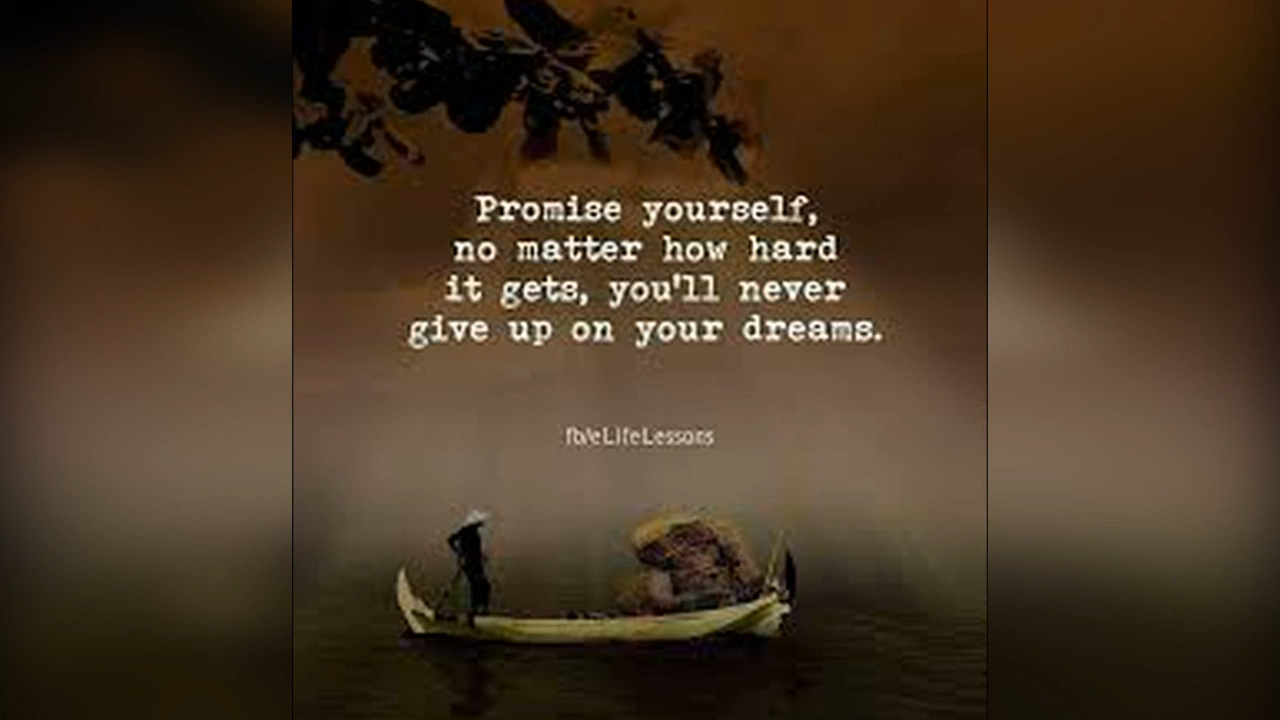 Promise yourself,
no matter how hard
it gets, you'll never
give up on your dreams.
fb/eLifeLessons